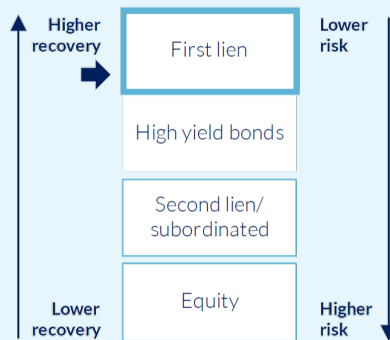 Higher
recovery
First lien
Lower
risk
High yield bonds
Second lien/
subordinated
Lower
recovery
Equity
Higher
risk